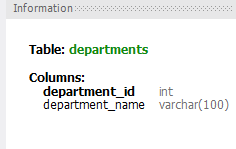 Information
Table: departments
Columns:
department_id int
department_name varchar(100)